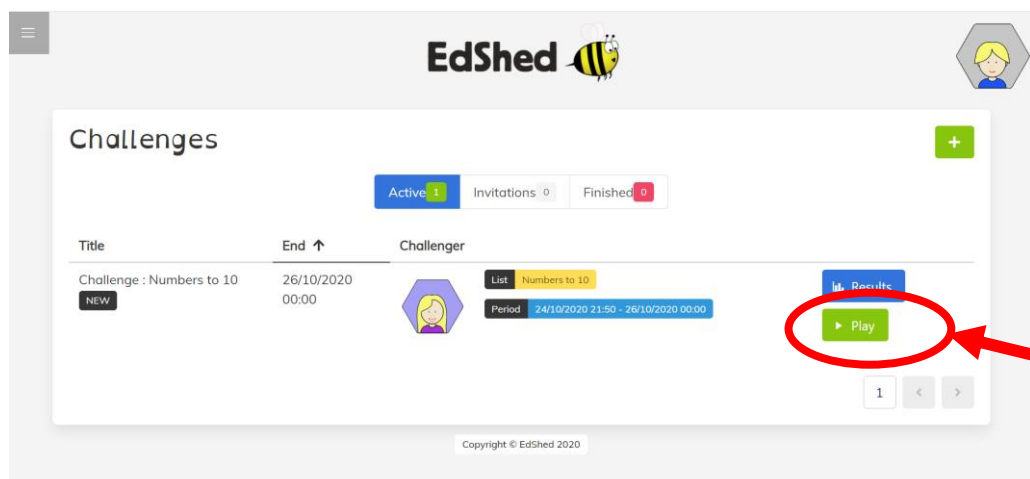 EdShed
Challenges
+
Active 1 Invitations 0 Finished 0
Title End ↑ Challenger
Challenge : Numbers to 10
NEW
26/10/2020
00:00
List Numbers to 10
Period 24/10/2020 21:50 - 26/10/2020 00:00
Results
Play
1 < >
Copyright © EdShed 2020